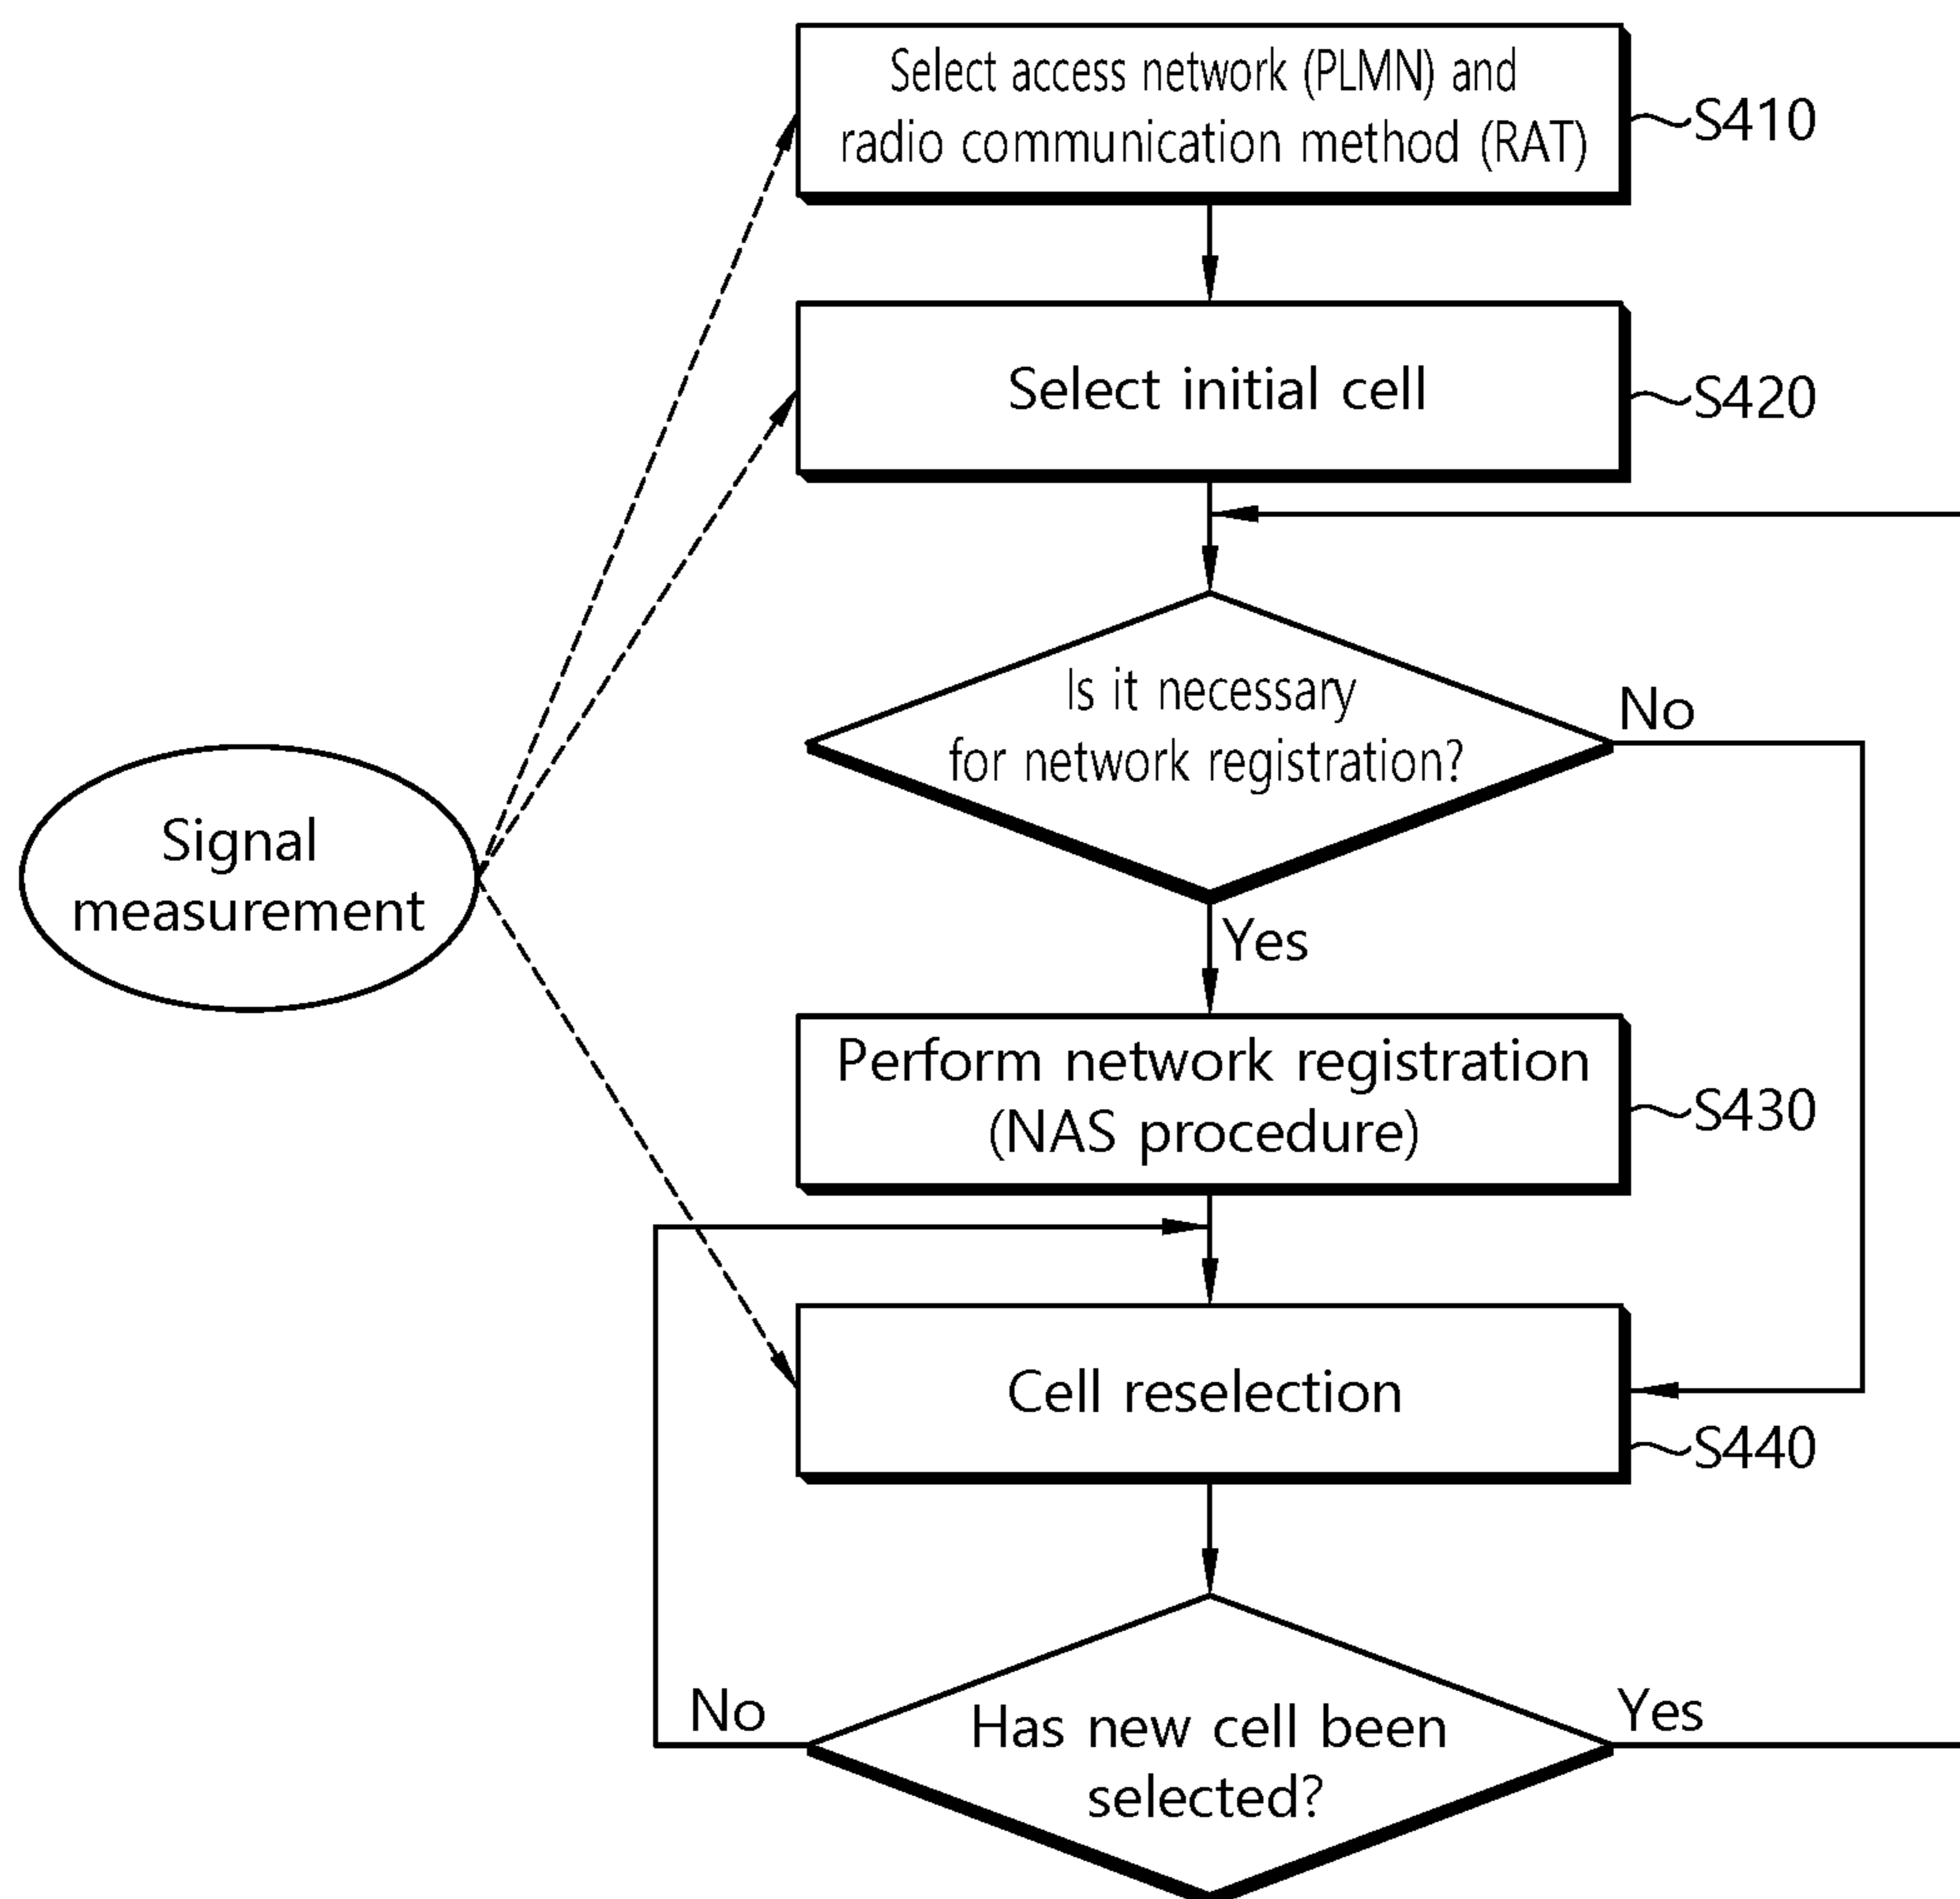 Select access network (PLMN) and
radio communication method (RAT)
S410
Select initial cell
S420
Is it necessary
for network registration?
No
Yes
Signal
measurement
Perform network registration
(NAS procedure)
S430
Cell reselection
S440
No
Has new cell been
selected?
Yes